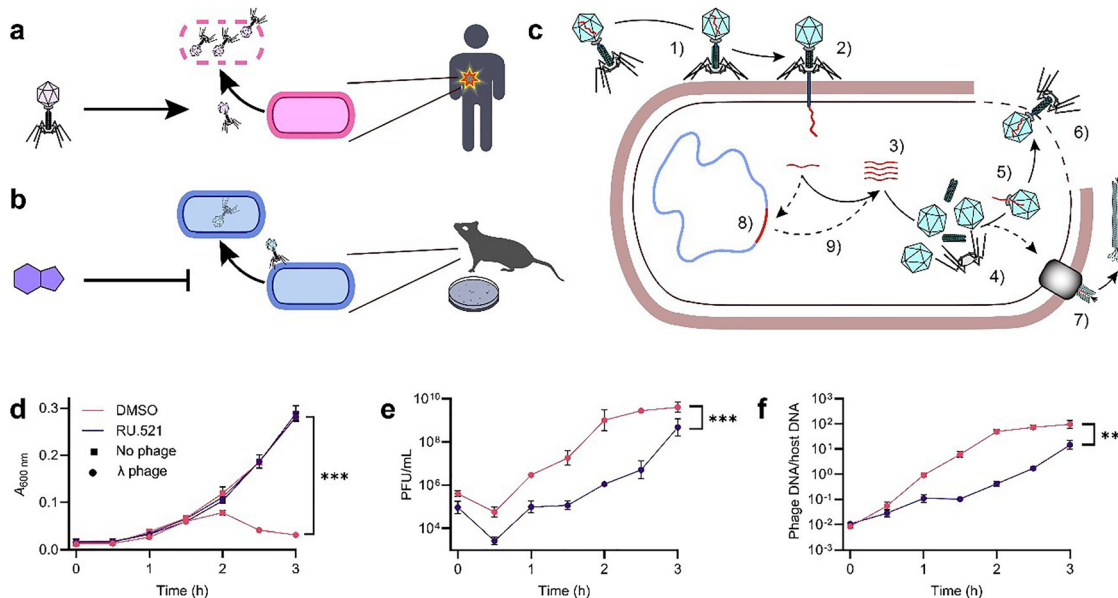 a
b
c
1)
2)
3)
4)
5)
6)
7)
8)
9)
d
DMSO
RU.521
No phage
λ phage
A600 nm
0.3
0.2
0.1
0.0
0
1
2
3
Time (h)
***
e
PFU/mL
10^10
10^8
10^6
10^4
0
1
2
3
Time (h)
***
f
Phage DNA/host DNA
10^3
10^2
10^1
10^0
10^-1
10^-2
10^-3
0
1
2
3
Time (h)
**